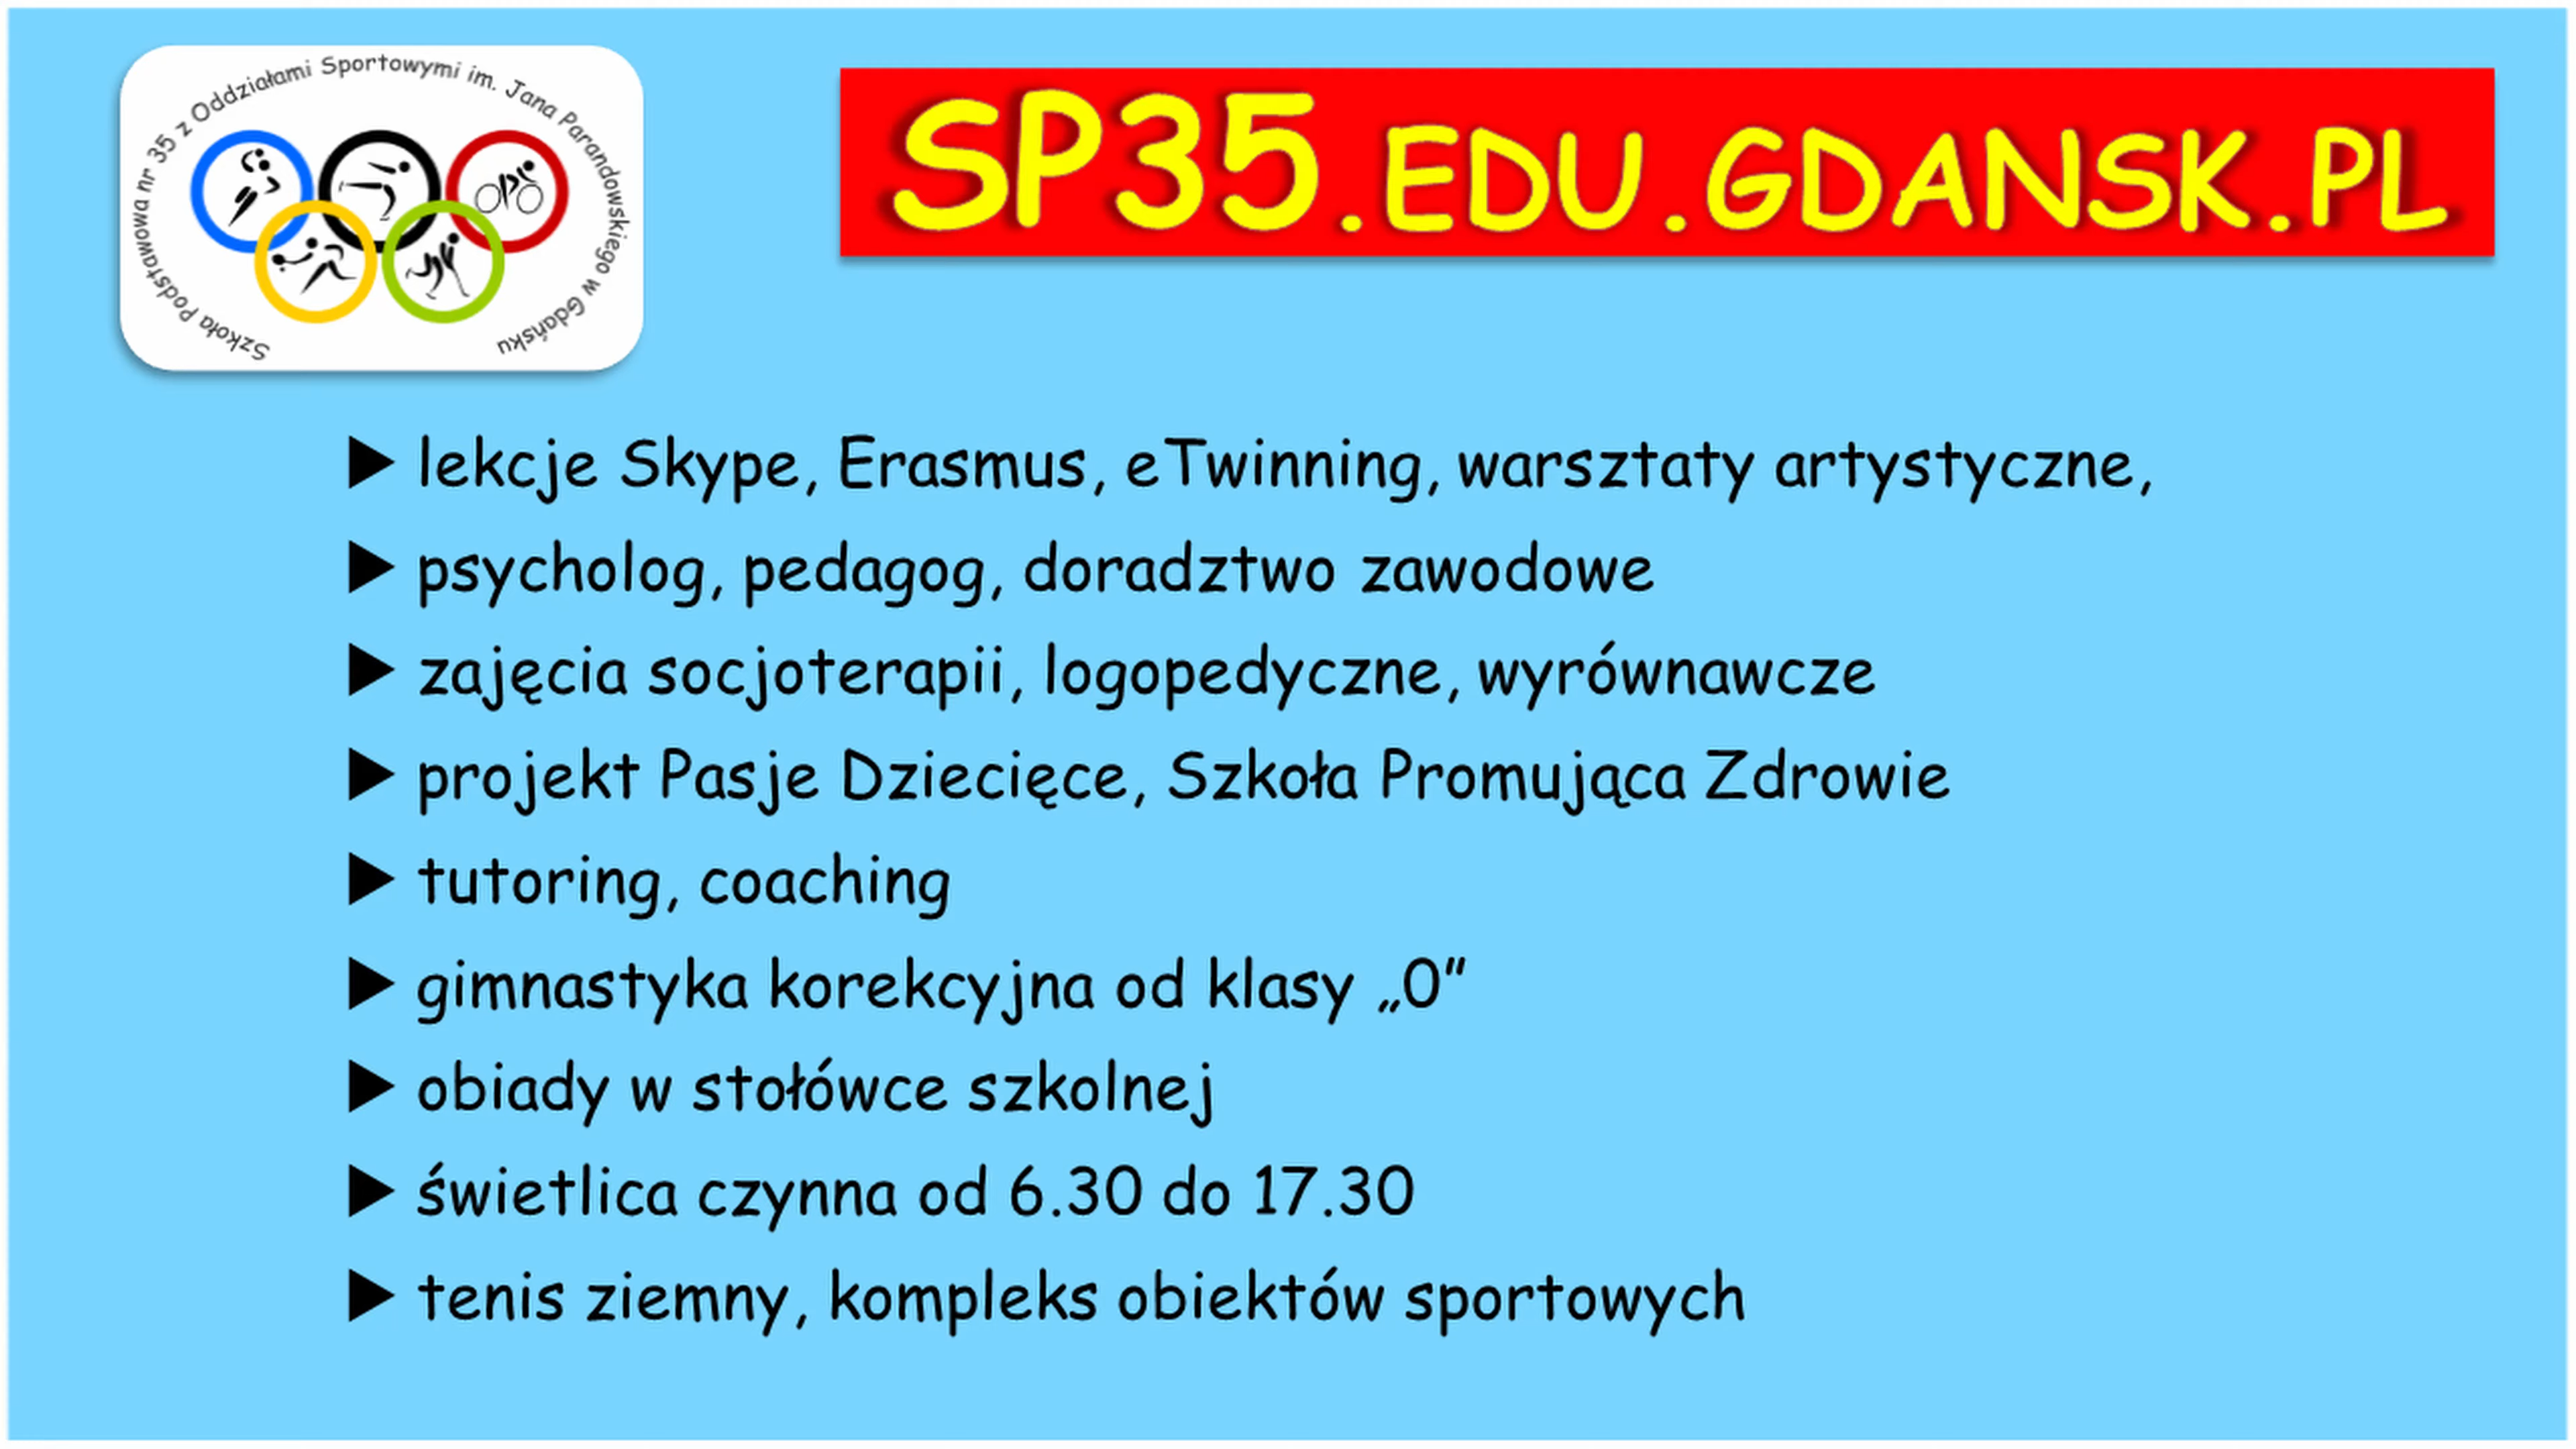 Szkoła Podstawowa nr 35 z Oddziałami Sportowymi im. Jana Parandowskiego w Gdańsku
SP35.EDU.GDANSK.PL
▶ lekcje Skype, Erasmus, eTwinning, warsztaty artystyczne,
▶ psycholog, pedagog, doradztwo zawodowe
▶ zajęcia socjoterapii, logopedyczne, wyrównawcze
▶ projekt Pasje Dziecięce, Szkoła Promująca Zdrowie
▶ tutoring, coaching
▶ gimnastyka korekcyjna od klasy „0”
▶ obiady w stołówce szkolnej
▶ świetlica czynna od 6.30 do 17.30
▶ tenis ziemny, kompleks obiektów sportowych